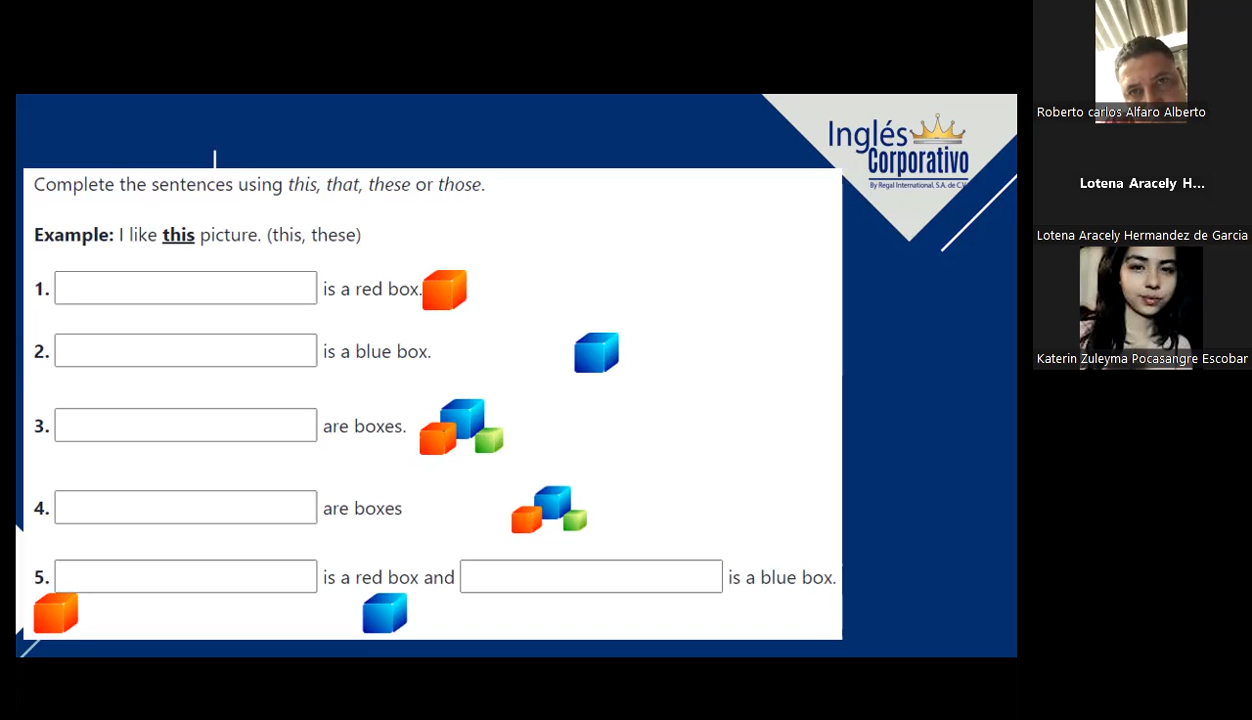 Inglés
Corporativo
By Regal International, S.A. de C.V.
Complete the sentences using this, that, these or those.
Example: I like this picture. (this, these)
1. is a red box.
2. is a blue box.
3. are boxes.
4. are boxes
5. is a red box and is a blue box.
Roberto carlos Alfaro Alberto
Lotena Aracely H...
Lotena Aracely Hernandez de Garcia
Katerin Zuleyma Pocasangre Escobar